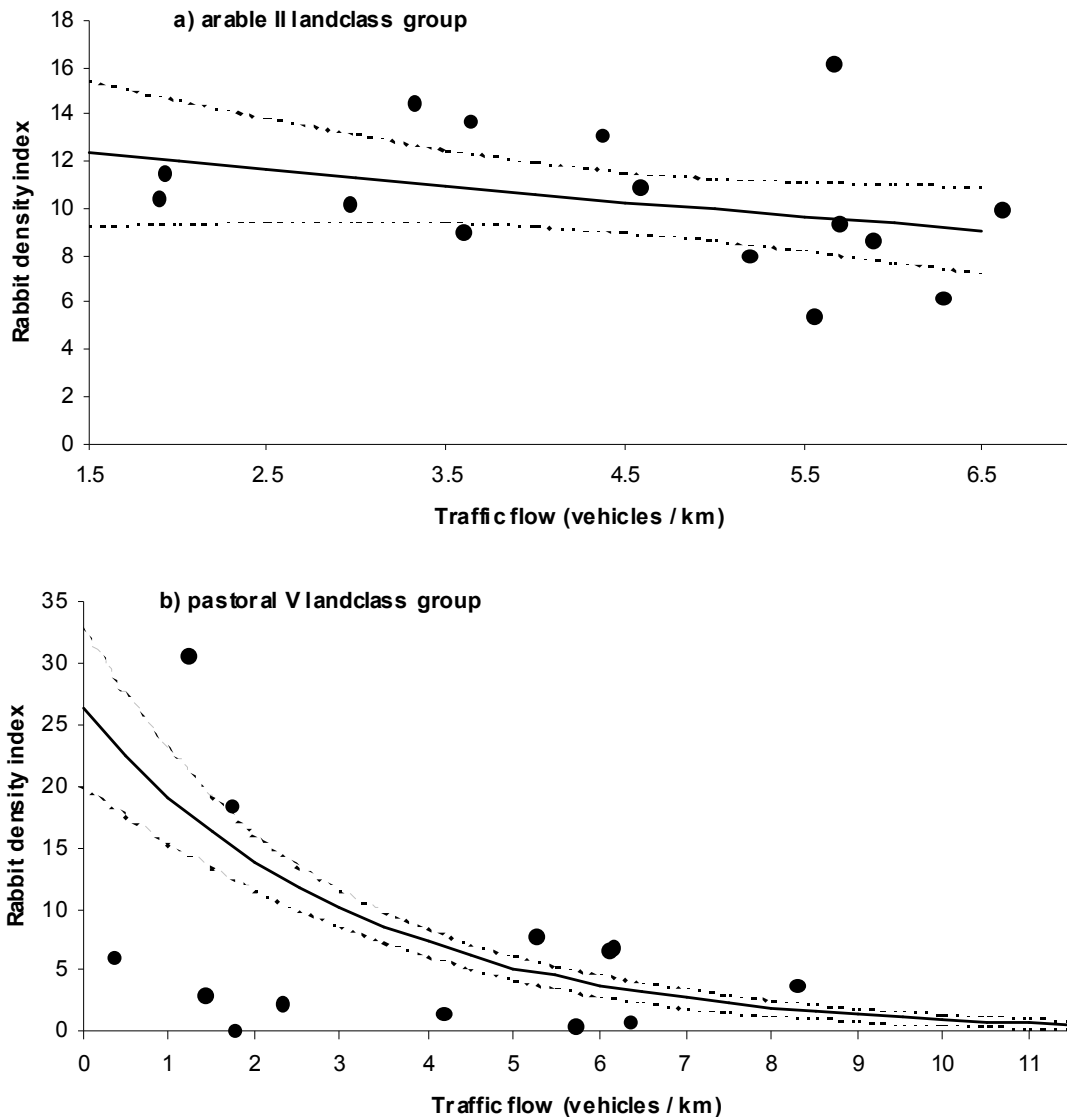 a) arable II landclass group
18
16
14
12
10
8
6
4
2
0
Rabbit density index
1.5 2.5 3.5 4.5 5.5 6.5
Traffic flow (vehicles / km)
b) pastoral V landclass group
35
30
25
20
15
10
5
0
Rabbit density index
0 1 2 3 4 5 6 7 8 9 10 11
Traffic flow (vehicles / km)